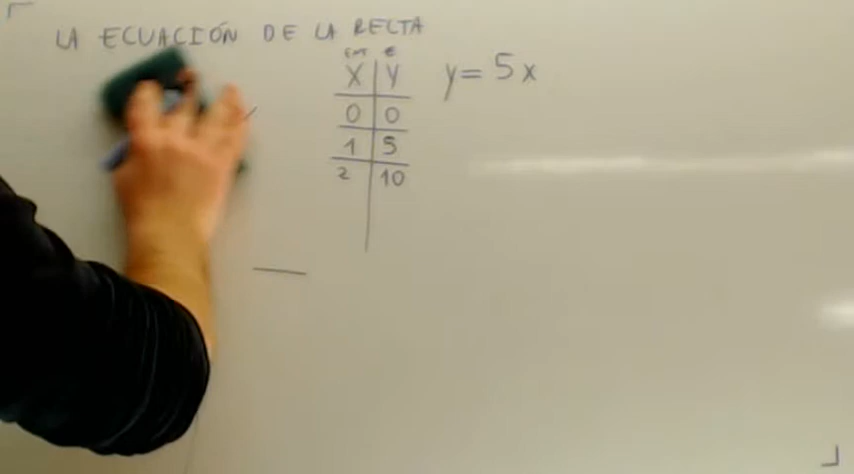 LA ECUACIÓN DE LA RECTA
€
X Y y = 5x
0 0
1 5
2 10